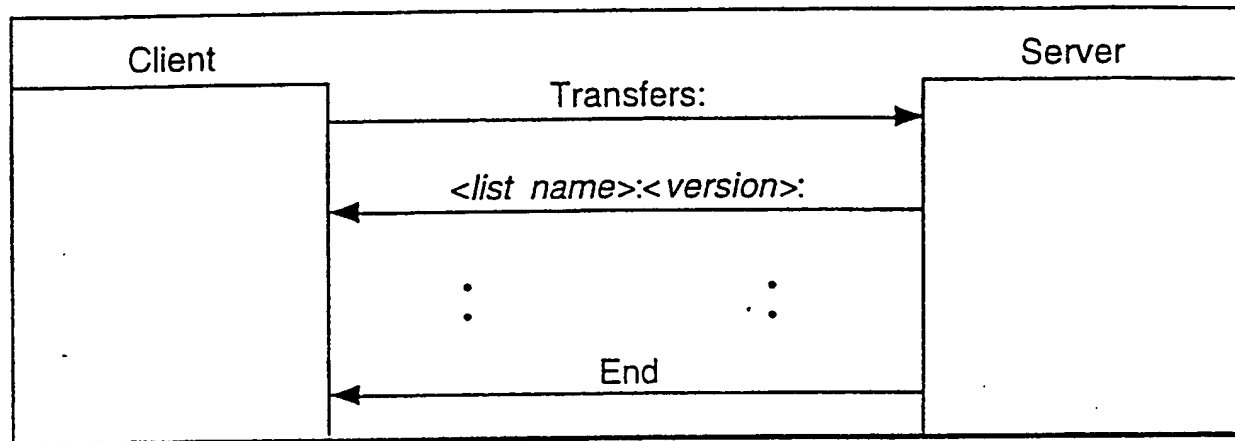 Client
Server
Transfers:
<list name>:<version>:
: :
End